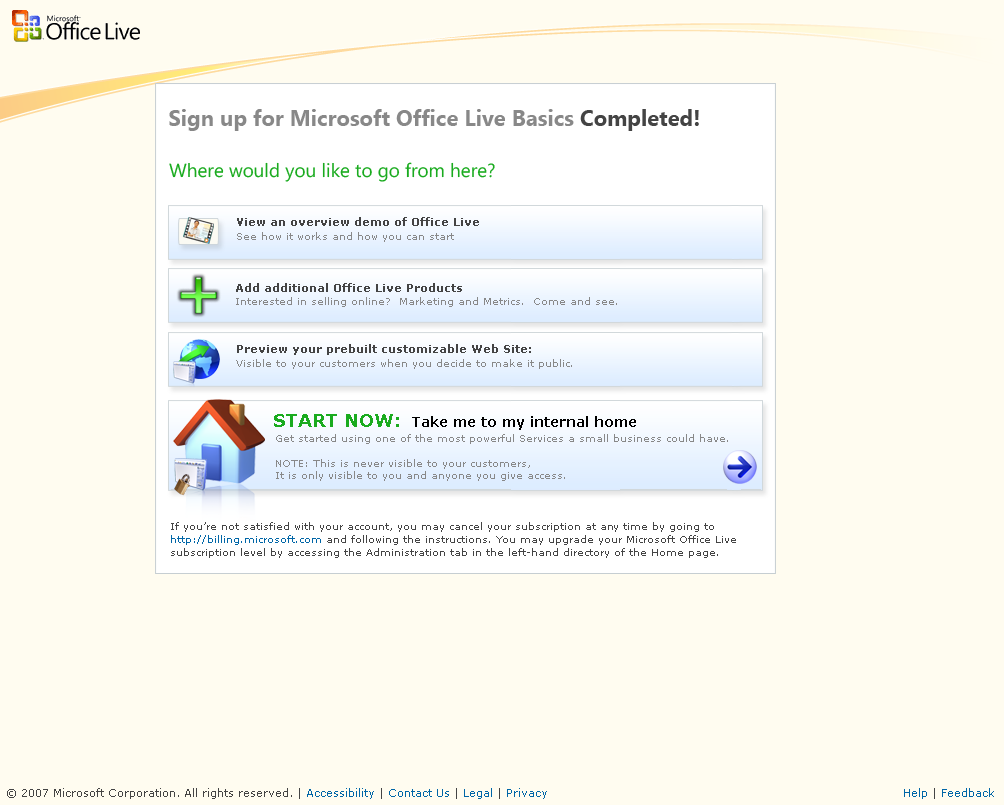 Microsoft
Office Live
Sign up for Microsoft Office Live Basics Completed!
Where would you like to go from here?
View an overview demo of Office Live
See how it works and how you can start
Add additional Office Live Products
Interested in selling online?  Marketing and Metrics.  Come and see.
Preview your prebuilt customizable Web Site:
Visible to your customers when you decide to make it public.
START NOW: Take me to my internal home
Get started using one of the most powerful Services a small business could have.
NOTE: This is never visible to your customers,
It is only visible to you and anyone you give access.
If you're not satisfied with your account, you may cancel your subscription at any time by going to
http://billing.microsoft.com and following the instructions. You may upgrade your Microsoft Office Live
subscription level by accessing the Administration tab in the left-hand directory of the Home page.
© 2007 Microsoft Corporation. All rights reserved. | Accessibility | Contact Us | Legal | Privacy Help | Feedback